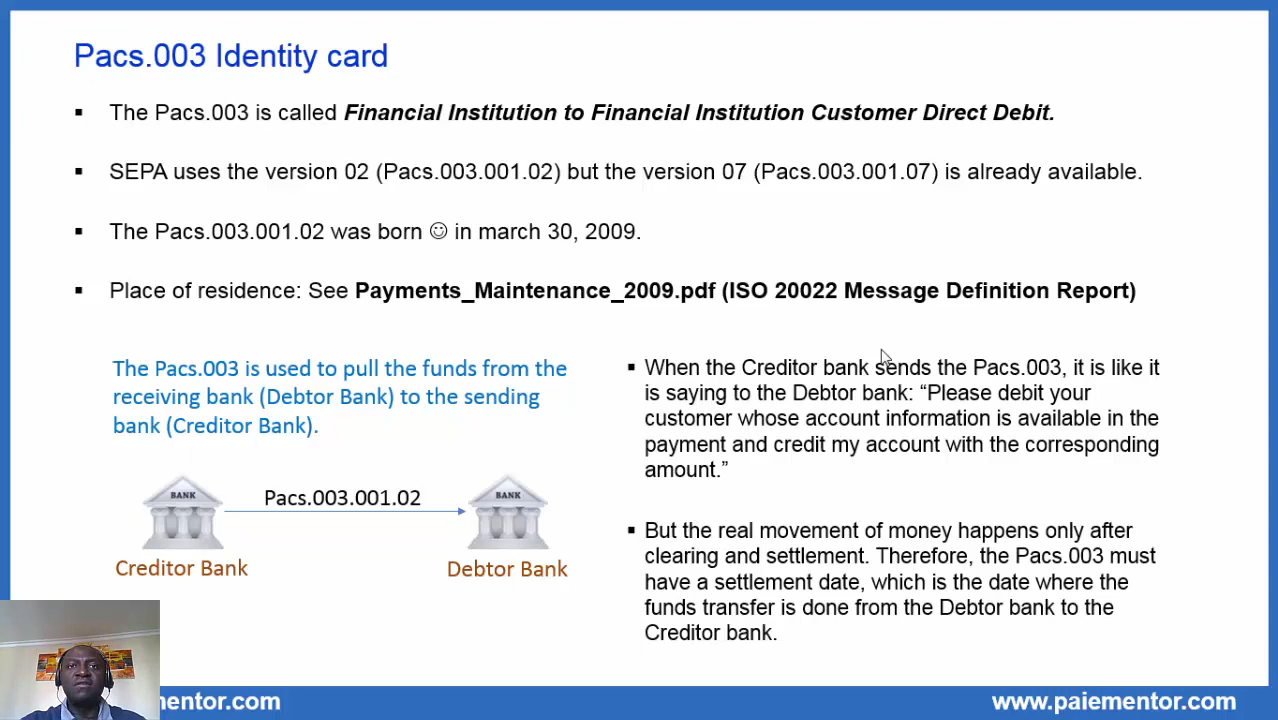 Pacs.003 Identity card
▪ The Pacs.003 is called Financial Institution to Financial Institution Customer Direct Debit.
▪ SEPA uses the version 02 (Pacs.003.001.02) but the version 07 (Pacs.003.001.07) is already available.
▪ The Pacs.003.001.02 was born ☺ in march 30, 2009.
▪ Place of residence: See Payments_Maintenance_2009.pdf (ISO 20022 Message Definition Report)
The Pacs.003 is used to pull the funds from the
receiving bank (Debtor Bank) to the sending
bank (Creditor Bank).
BANK
Pacs.003.001.02
BANK
Creditor Bank
Debtor Bank
▪ When the Creditor bank sends the Pacs.003, it is like it
is saying to the Debtor bank: “Please debit your
customer whose account information is available in the
payment and credit my account with the corresponding
amount.”
▪ But the real movement of money happens only after
clearing and settlement. Therefore, the Pacs.003 must
have a settlement date, which is the date where the
funds transfer is done from the Debtor bank to the
Creditor bank.
mentor.com
www.paiementor.com